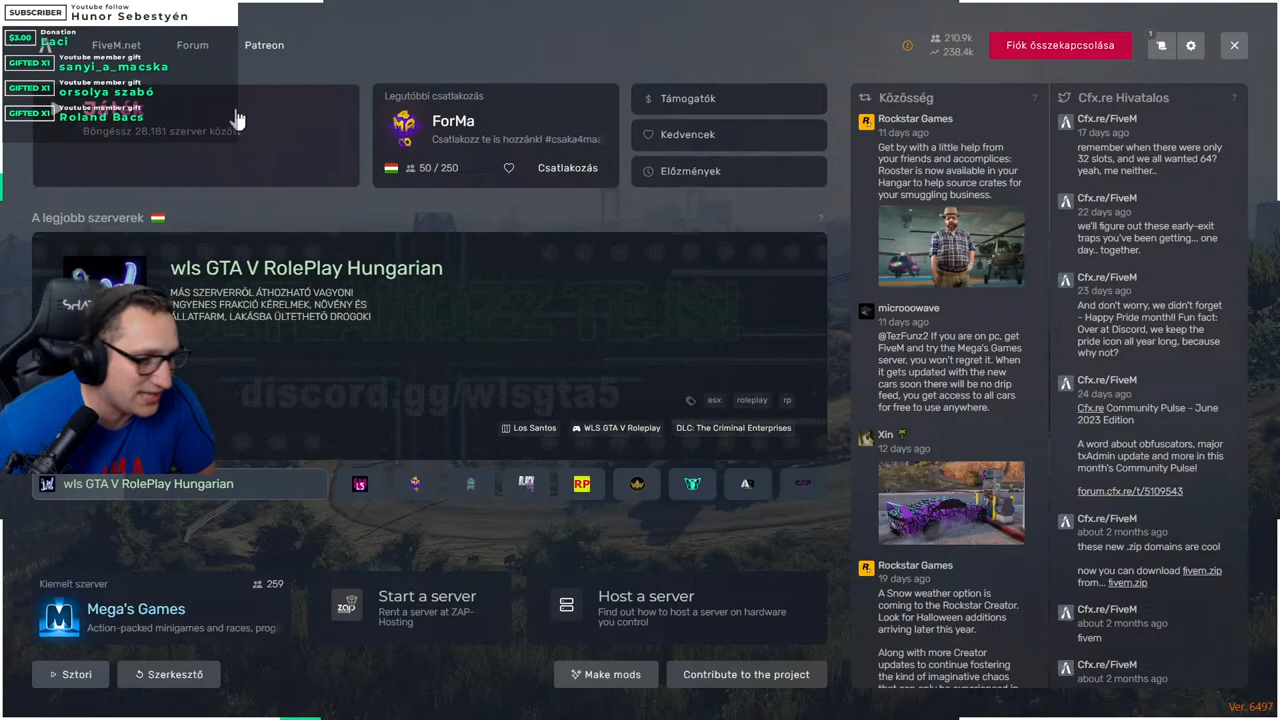 SUBSCRIBER
Youtube follow
Hunor Sebestyén
$3.00
Donation
Laci
GIFTED X1
Youtube member gift
sanyi_a_macska
GIFTED X1
Youtube member gift
orsolya szabó
GIFTED X1
Youtube member gift
Roland Bacs
FiveM.net
Forum
Patreon
210.9k
238.4k
Fiók összekapcsolása
1
Játék
Böngéssz 28,181 szerver között
Legutóbbi csatlakozás
ForMa
Csatlakozz te is hozzánk! #csaka4ma
50 / 250
Csatlakozás
Támogatók
Kedvencek
Előzmények
A legjobb szerverek
?
wls GTA V RolePlay Hungarian
MÁS SZERVERRŐL ÁTHOZHATÓ VAGYON!
INGYENES FRAKCIÓ KÉRELMEK, NÖVÉNY ÉS
ÁLLATFARM, LAKÁSBA ÜLTETHETŐ DROGOK!
discord.gg/wlsgta5
esx
roleplay
rp
Los Santos
WLS GTA V Roleplay
DLC: The Criminal Enterprises
wls GTA V RolePlay Hungarian
RP
Kiemelt szerver
259
Mega's Games
Action-packed minigames and races, prog
ZAP
Start a server
Rent a server at ZAP-
Hosting
Host a server
Find out how to host a server on hardware
you control
Sztori
Szerkesztő
Make mods
Contribute to the project
Közösség
?
Rockstar Games
11 days ago
Get by with a little help from
your friends and accomplices:
Rooster is now available in your
Hangar to help source crates for
your smuggling business.
microoowave
11 days ago
@TezFunz2 If you are on pc, get
FiveM and try the Mega's Games
server, you won't regret it. When
it gets updated with the new
cars soon there will be no drip
feed, you get access to all cars
for free to use anywhere.
Xin
12 days ago
Rockstar Games
19 days ago
A Snow weather option is
coming to the Rockstar Creator.
Look for Halloween additions
arriving later this year.
Along with more Creator
updates to continue fostering
the kind of imaginative chaos
that can only be experienced in
Cfx.re Hivatalos
?
Cfx.re/FiveM
17 days ago
remember when there were only
32 slots, and we all wanted 64?
yeah, me neither..
Cfx.re/FiveM
22 days ago
we'll figure out these early-exit
traps you've been getting... one
day.. together.
Cfx.re/FiveM
23 days ago
And don't worry, we didn't forget
- Happy Pride month!! Fun fact:
Over at Discord, we keep the
pride icon all year long, because
why not?
Cfx.re/FiveM
24 days ago
Cfx.re Community Pulse - June
2023 Edition
A word about obfuscators, major
txAdmin update and more in this
month's Community Pulse!
forum.cfx.re/t/5109543
Cfx.re/FiveM
about 2 months ago
these new .zip domains are cool
now you can download fivem.zip
from... fivem.zip
Cfx.re/FiveM
about 2 months ago
fivem
Cfx.re/FiveM
about 2 months ago
Ver. 6497